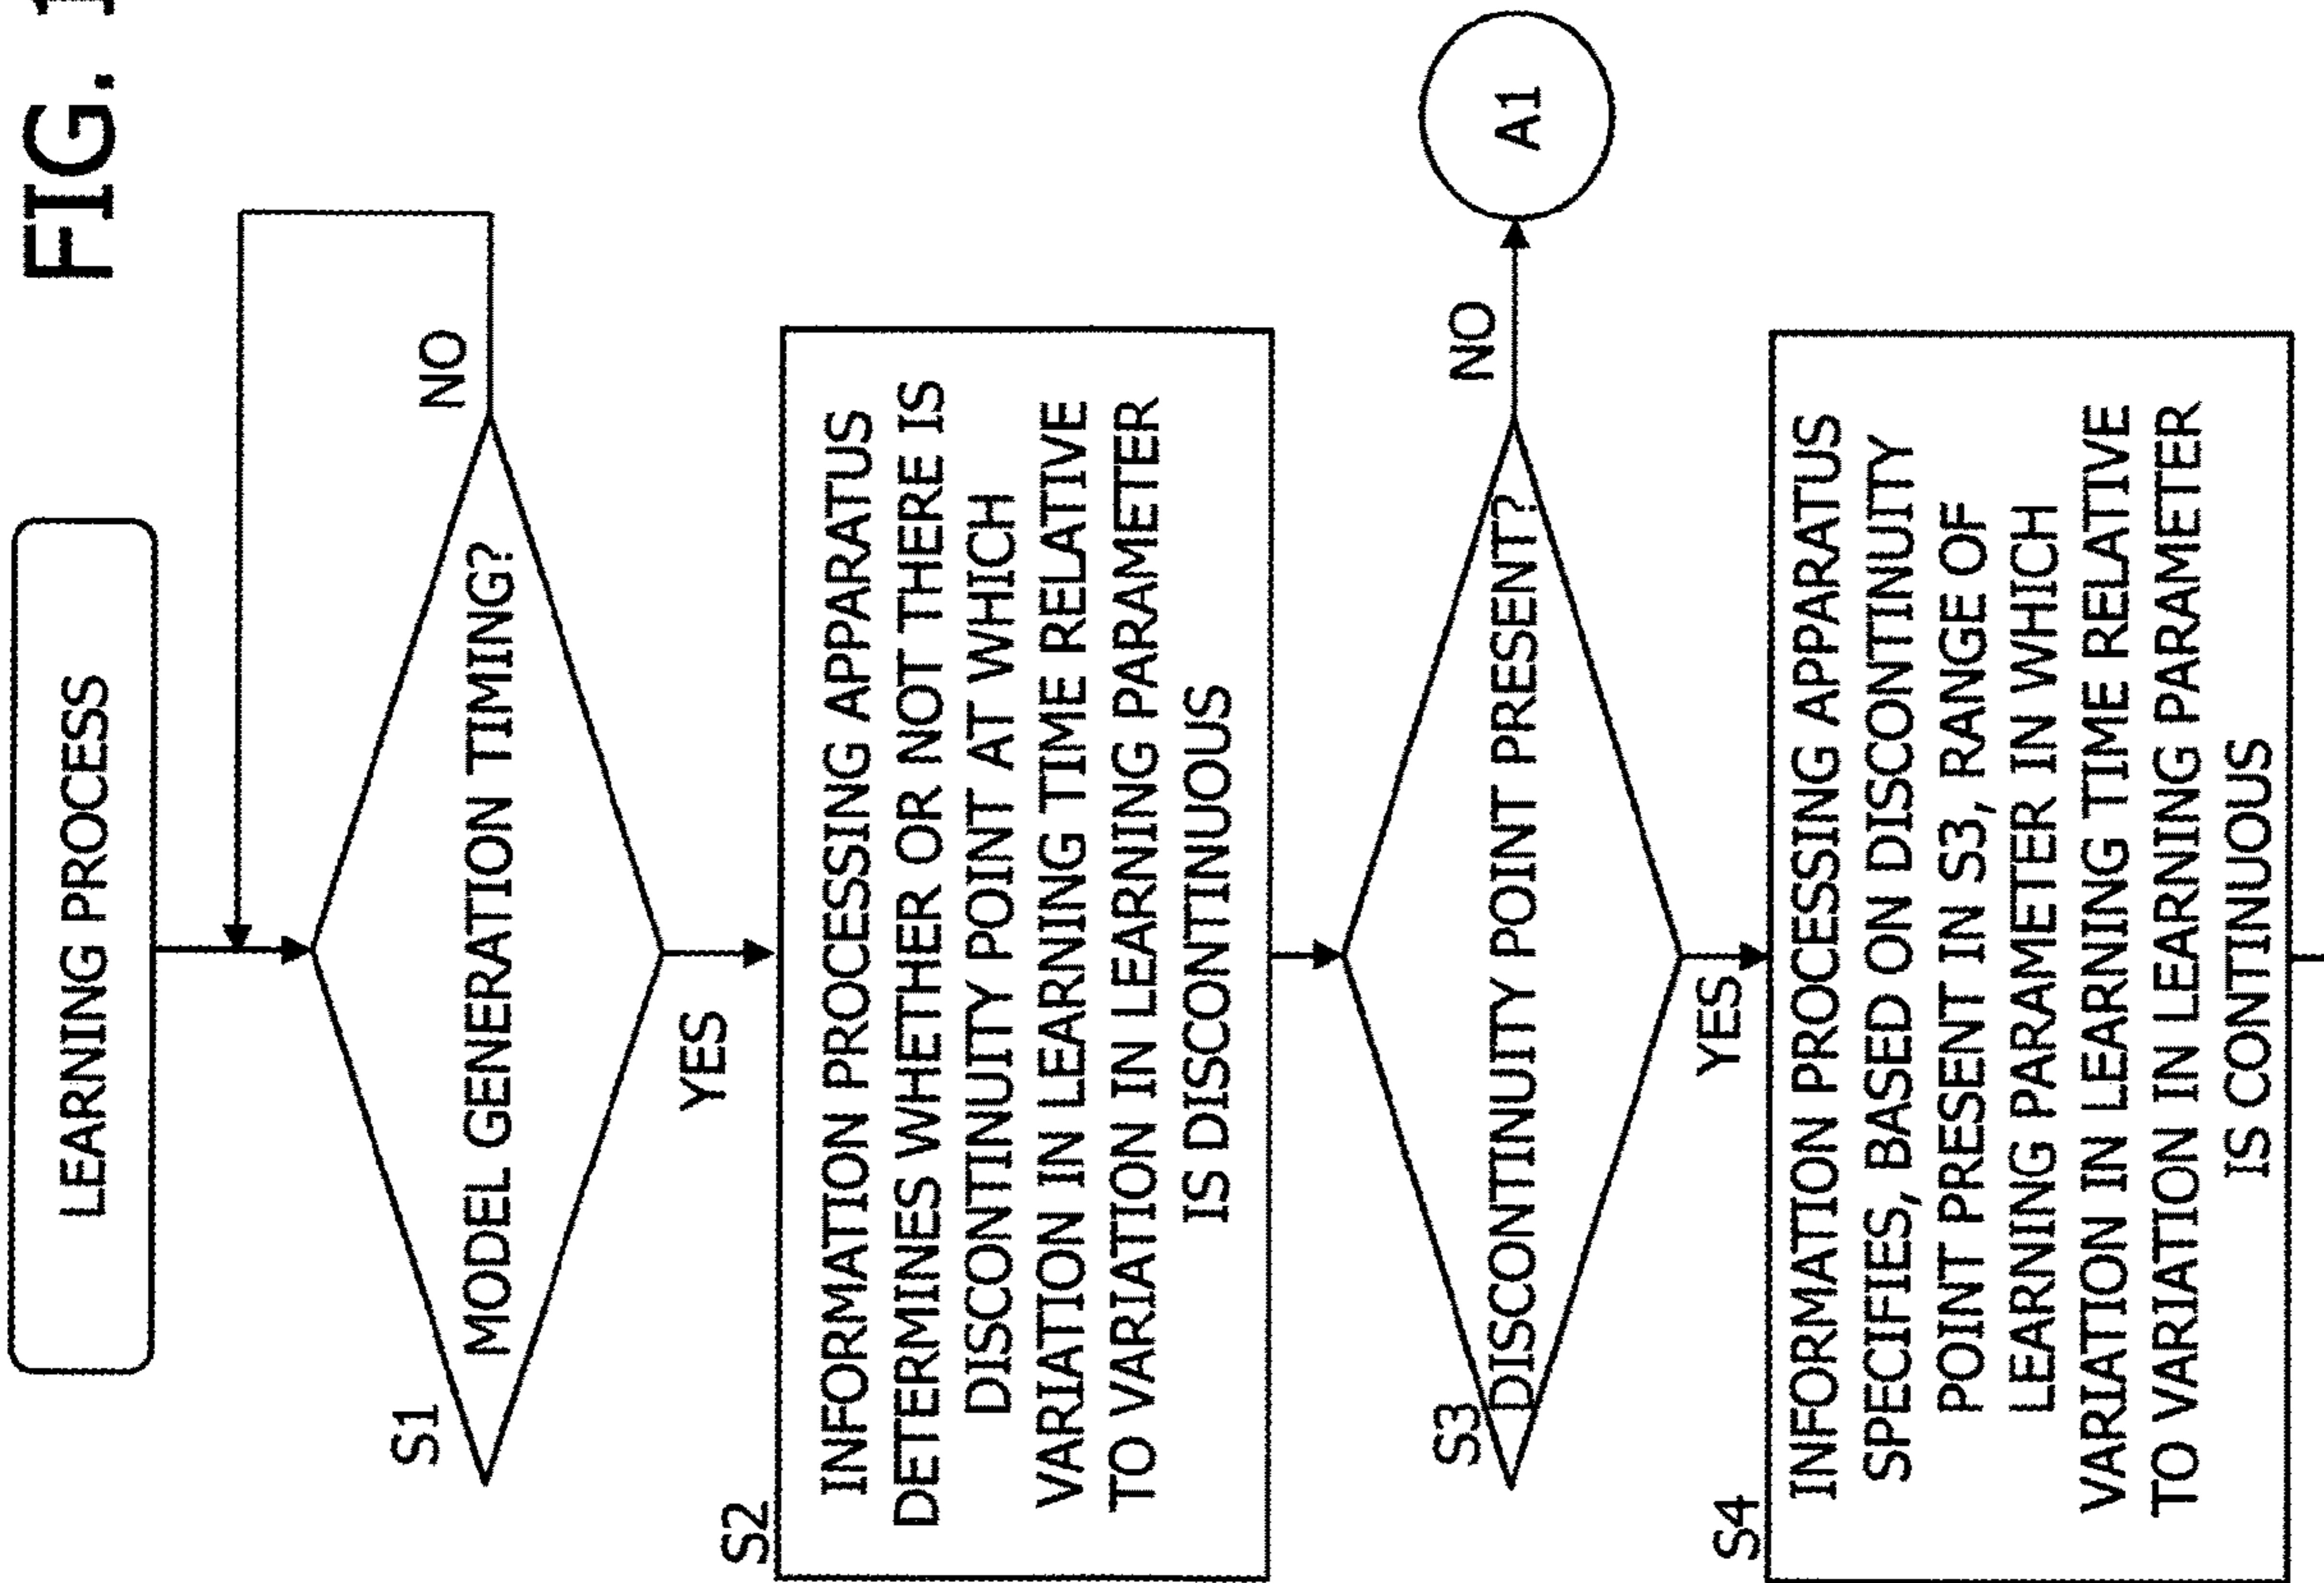 FIG. 1
LEARNING PROCESS
S1
MODEL GENERATION TIMING?
NO
YES
S2
INFORMATION PROCESSING APPARATUS
DETERMINES WHETHER OR NOT THERE IS
DISCONTINUITY POINT AT WHICH
VARIATION IN LEARNING TIME RELATIVE
TO VARIATION IN LEARNING PARAMETER
IS DISCONTINUOUS
S3
DISCONTINUITY POINT PRESENT?
NO
A1
YES
S4
INFORMATION PROCESSING APPARATUS
SPECIFIES, BASED ON DISCONTINUITY
POINT PRESENT IN S3, RANGE OF
LEARNING PARAMETER IN WHICH
VARIATION IN LEARNING TIME RELATIVE
TO VARIATION IN LEARNING PARAMETER
IS CONTINUOUS